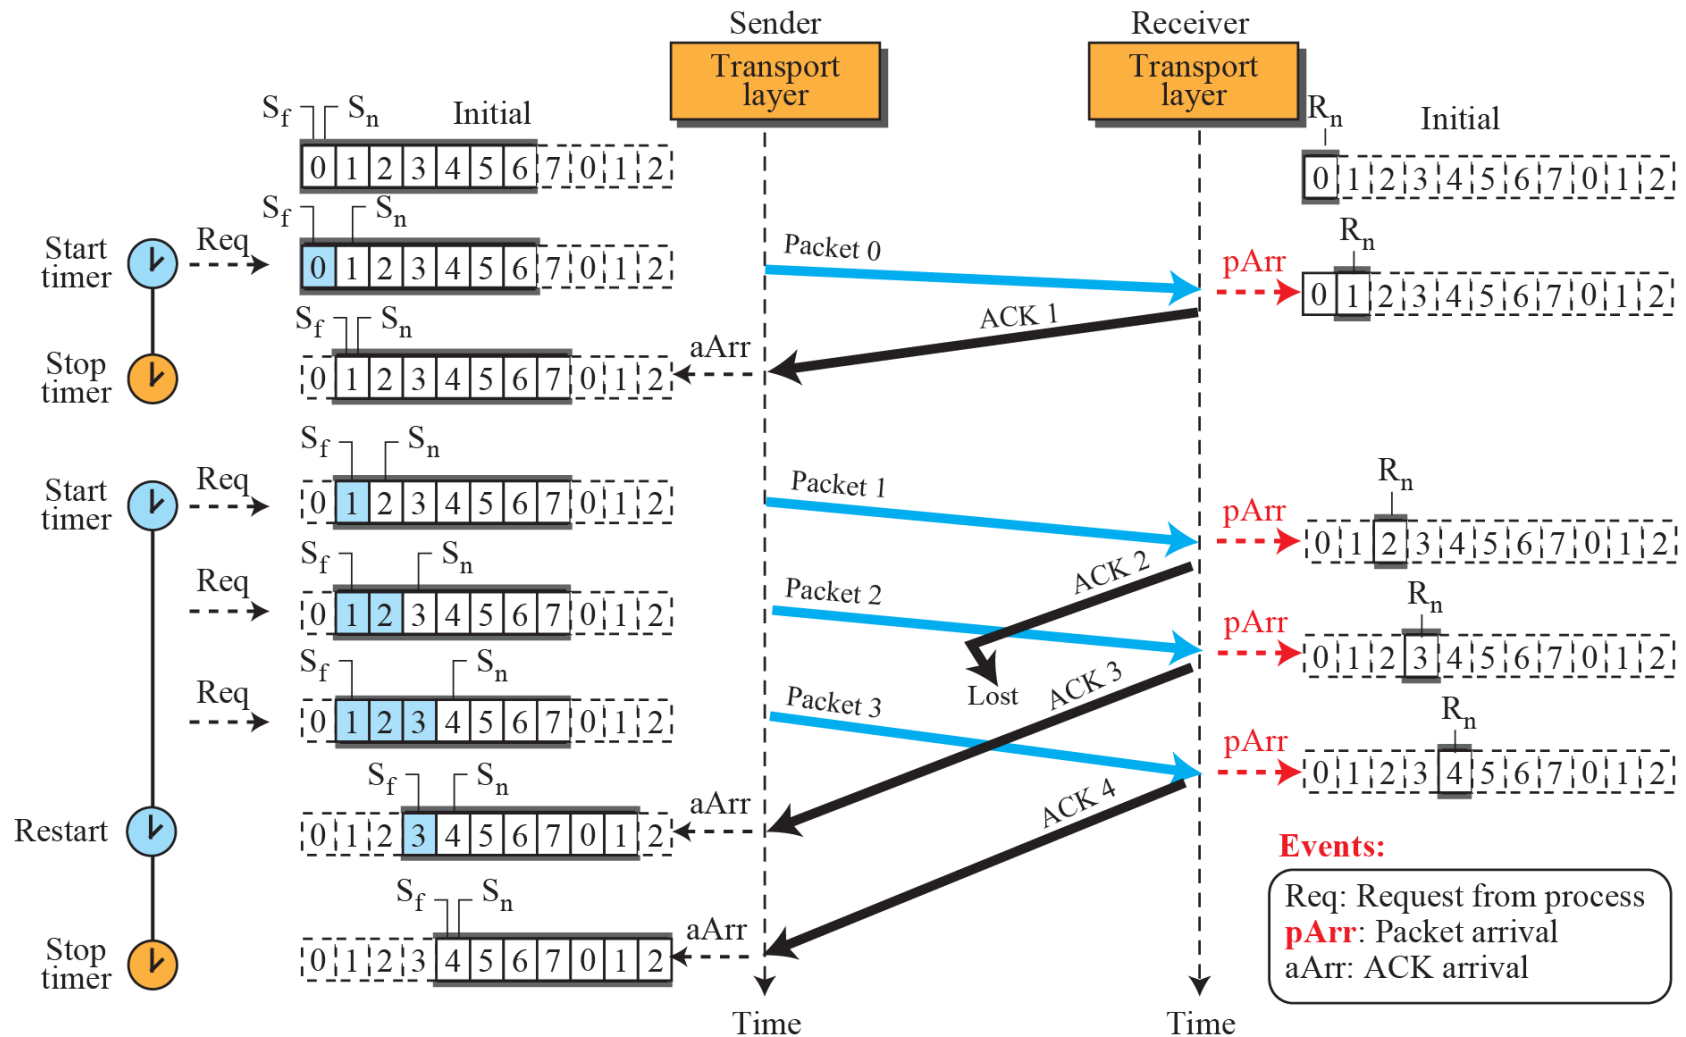 Sender
Receiver
Transport
layer
Transport
layer
Sf Sn Initial
0 1 2 3 4 5 6 7 0 1 2
Rn Initial
0 1 2 3 4 5 6 7 0 1 2
Start
timer
Req
Sf Sn
0 1 2 3 4 5 6 7 0 1 2
Packet 0
pArr
Rn
0 1 2 3 4 5 6 7 0 1 2
Stop
timer
Sf Sn
0 1 2 3 4 5 6 7 0 1 2
aArr
ACK 1
Start
timer
Req
Sf Sn
0 1 2 3 4 5 6 7 0 1 2
Packet 1
pArr
Rn
0 1 2 3 4 5 6 7 0 1 2
ACK 2
Lost
Req
Sf Sn
0 1 2 3 4 5 6 7 0 1 2
Packet 2
pArr
Rn
0 1 2 3 4 5 6 7 0 1 2
ACK 3
Req
Sf Sn
0 1 2 3 4 5 6 7 0 1 2
Packet 3
pArr
Rn
0 1 2 3 4 5 6 7 0 1 2
ACK 4
Restart
Sf Sn
0 1 2 3 4 5 6 7 0 1 2
aArr
Stop
timer
Sf Sn
0 1 2 3 4 5 6 7 0 1 2
aArr
Time
Time
Events:
Req: Request from process
pArr: Packet arrival
aArr: ACK arrival